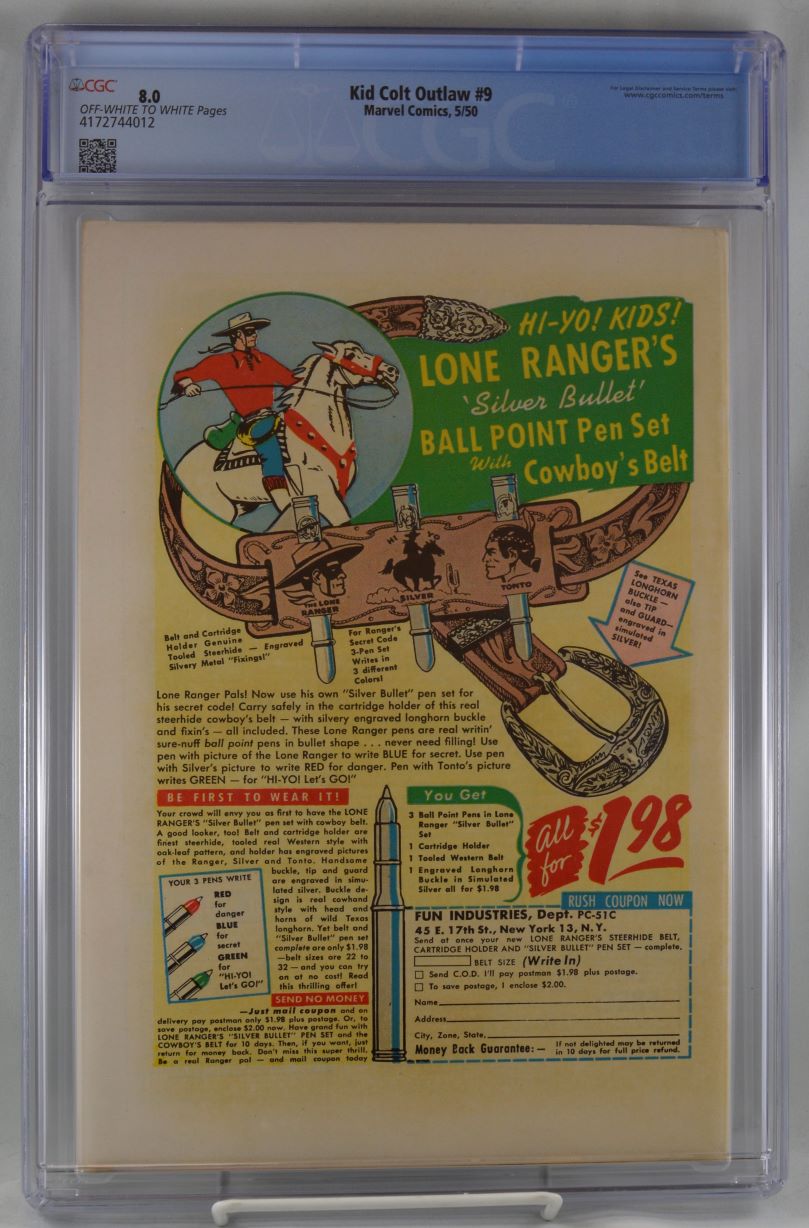 CGC
8.0
OFF-WHITE TO WHITE Pages
4172744012
Kid Colt Outlaw #9
Marvel Comics, 5/50
For Legal Disclaimer and Service Terms please visit:
www.cgccomics.com/terms
HI-YO! KIDS!
LONE RANGER'S
'Silver Bullet'
BALL POINT Pen Set
With Cowboy's Belt
THE LONE
RANGER
SILVER
TONTO
See TEXAS
LONGHORN
BUCKLE —
also TIP
and GUARD—
engraved in
simulated
SILVER!
Belt and Cartridge
Holder Genuine
Tooled Steerhide — Engraved
Silvery Metal "Fixings!"
For Ranger's
Secret Code
3-Pen Set
Writes in
3 different
Colors!
Lone Ranger Pals! Now use his own "Silver Bullet" pen set for
his secret code! Carry safely in the cartridge holder of this real
steerhide cowboy's belt — with silvery engraved longhorn buckle
and fixin's — all included. These Lone Ranger pens are real writin'
sure-nuff ball point pens in bullet shape . . . never need filling! Use
pen with picture of the Lone Ranger to write BLUE for secret. Use pen
with Silver's picture to write RED for danger. Pen with Tonto's picture
writes GREEN — for "HI-YO! Let's GO!"
BE FIRST TO WEAR IT!
Your crowd will envy you as first to have the LONE
RANGER'S "Silver Bullet" pen set with cowboy belt.
A good looker, too! Belt and cartridge holder are
finest steerhide, tooled real Western style with
oak-leaf pattern, and holder has engraved pictures
of the Ranger, Silver and Tonto. Handsome
buckle, tip and guard
are engraved in simu-
lated silver. Buckle de-
sign is real cowhand
style with head and
horns of wild Texas
longhorn. Yet belt and
"Silver Bullet" pen set
complete are only $1.98
—belt sizes are 22 to
32 — and you can try
on at no cost! Read
this thrilling offer!
YOUR 3 PENS WRITE
RED
for
danger
BLUE
for
secret
GREEN
for
"HI-YO!
Let's GO!"
SEND NO MONEY
—Just mail coupon and on
delivery pay postman only $1.98 plus postage. Or, to
save postage, enclose $2.00 now. Have grand fun with
LONE RANGER'S "SILVER BULLET" PEN SET and the
COWBOY'S BELT for 10 days. Then, if you want, just
return for money back. Don't miss this super thrill.
Be a real Ranger pal — and mail coupon today
You Get
3 Ball Point Pens in Lone
Ranger "Silver Bullet"
Set
1 Cartridge Holder
1 Tooled Western Belt
1 Engraved Longhorn
Buckle in Simulated
Silver all for $1.98
All
for
$1.98
RUSH COUPON NOW
FUN INDUSTRIES, Dept. PC-51C
45 E. 17th St., New York 13, N.Y.
Send at once your new LONE RANGER'S STEERHIDE BELT,
CARTRIDGE HOLDER AND "SILVER BULLET" PEN SET — complete.
BELT SIZE (Write In)
Send C.O.D. I'll pay postman $1.98 plus postage.
To save postage, I enclose $2.00.
Name
Address
City, Zone, State,
Money Back Guarantee:— If not delighted may be returned
in 10 days for full price refund.